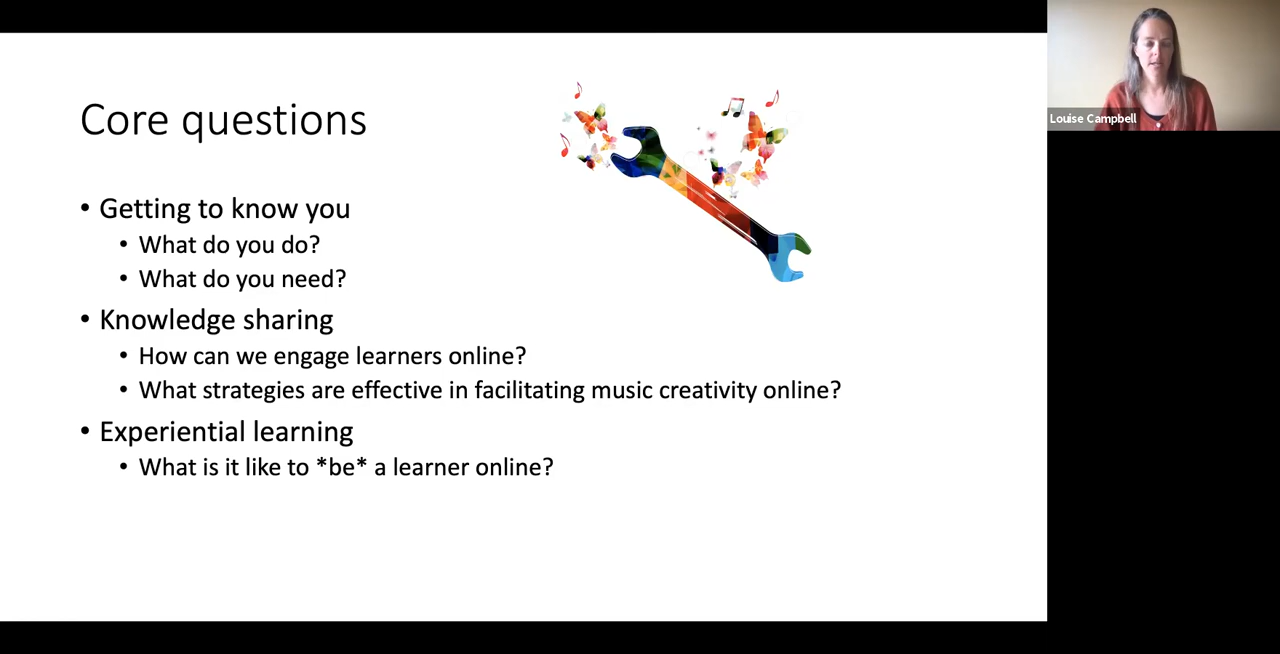 Core questions
• Getting to know you
• What do you do?
• What do you need?
• Knowledge sharing
• How can we engage learners online?
• What strategies are effective in facilitating music creativity online?
• Experiential learning
• What is it like to *be* a learner online?
Louise Campbell